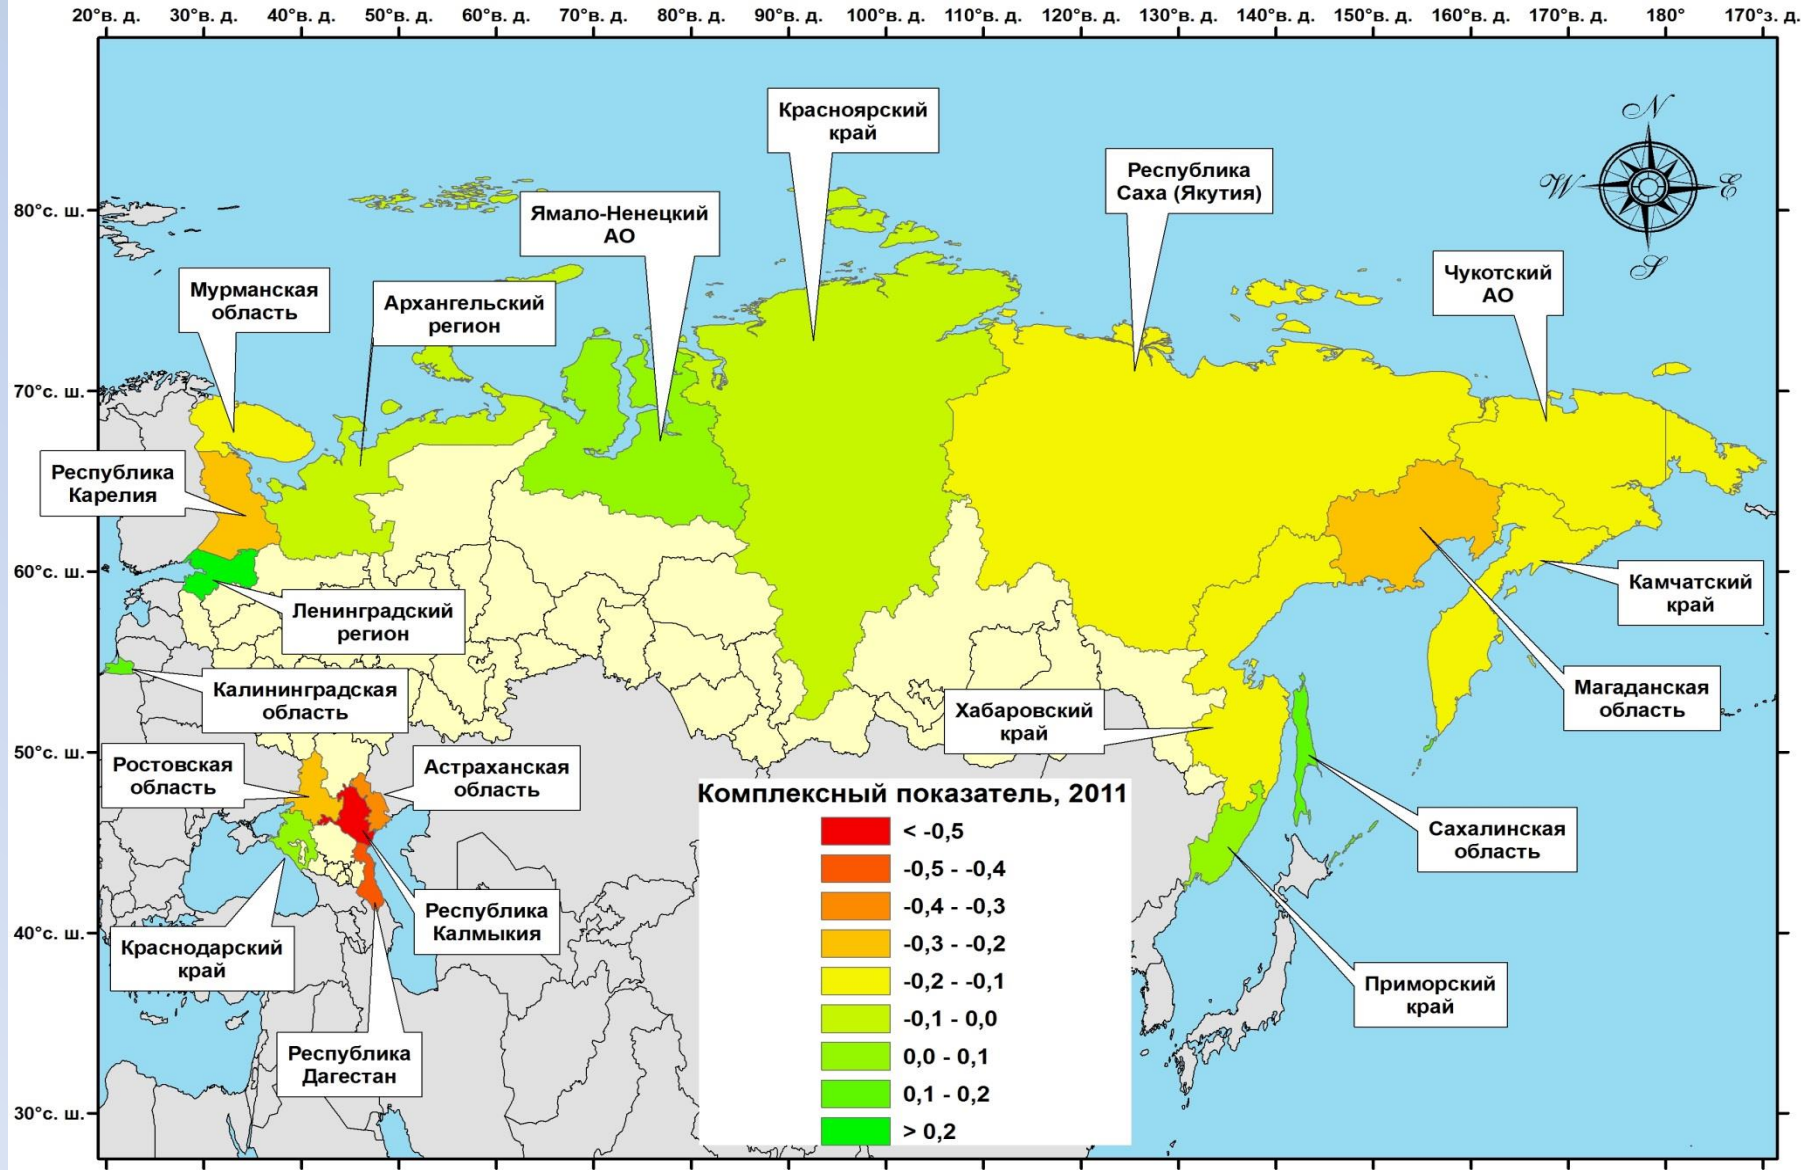 20°в. д. 30°в. д. 40°в. д. 50°в. д. 60°в. д. 70°в. д. 80°в. д. 90°в. д. 100°в. д. 110°в. д. 120°в. д. 130°в. д. 140°в. д. 150°в. д. 160°в. д. 170°в. д. 180° 170°з. д.
80°с. ш.
70°с. ш.
60°с. ш.
50°с. ш.
40°с. ш.
30°с. ш.
N
W
E
S
Красноярский
край
Республика
Саха (Якутия)
Ямало-Ненецкий
АО
Чукотский
АО
Мурманская
область
Архангельский
регион
Республика
Карелия
Ленинградский
регион
Камчатский
край
Калининградская
область
Магаданская
область
Хабаровский
край
Ростовская
область
Астраханская
область
Сахалинская
область
Республика
Калмыкия
Краснодарский
край
Приморский
край
Республика
Дагестан
Комплексный показатель, 2011
< -0,5
-0,5 - -0,4
-0,4 - -0,3
-0,3 - -0,2
-0,2 - -0,1
-0,1 - 0,0
0,0 - 0,1
0,1 - 0,2
> 0,2